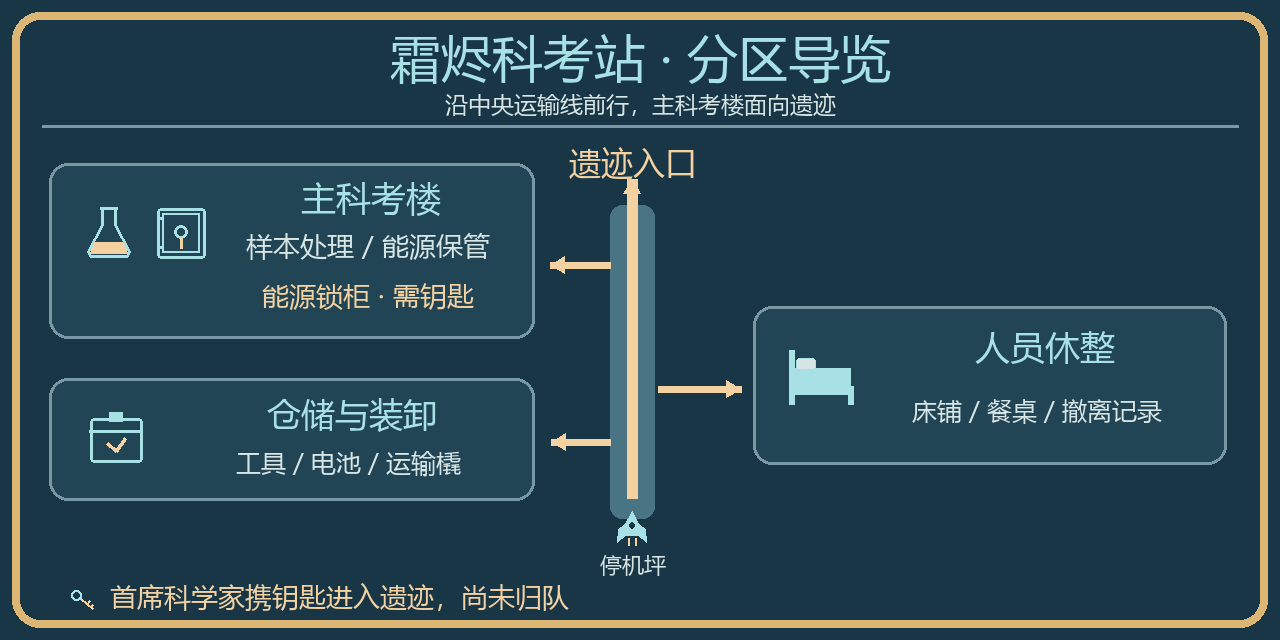 霜烬科考站 · 分区导览
沿中央运输线前行，主科考楼面向遗迹
遗迹入口
主科考楼
样本处理 / 能源保管
能源锁柜 · 需钥匙
人员休整
床铺 / 餐桌 / 撤离记录
仓储与装卸
工具 / 电池 / 运输橇
停机坪
首席科学家携钥匙进入遗迹，尚未归队